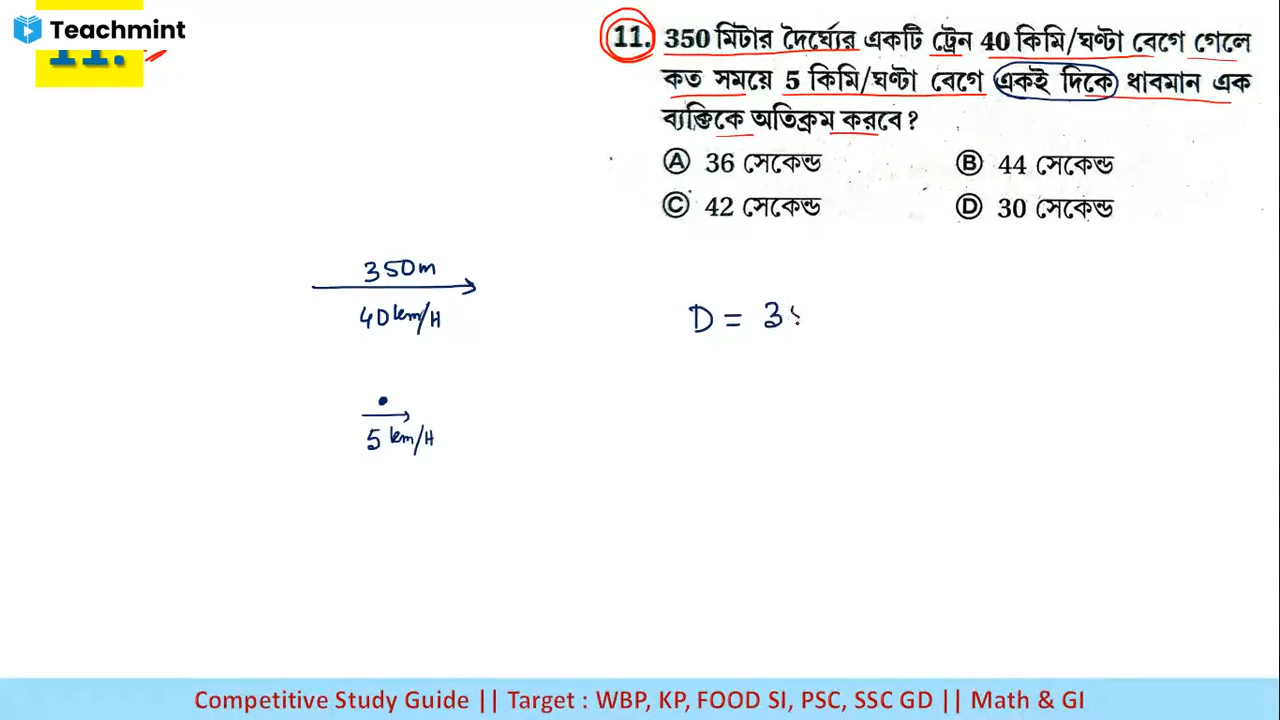 Teachmint
11.
11. 350 মিটার দৈর্ঘ্যের একটি ট্রেন 40 কিমি/ঘণ্টা বেগে গেলে
কত সময়ে 5 কিমি/ঘণ্টা বেগে একই দিকে ধাবমান এক
ব্যক্তিকে অতিক্রম করবে?
Ⓐ 36 সেকেন্ড Ⓑ 44 সেকেন্ড
Ⓒ 42 সেকেন্ড Ⓓ 30 সেকেন্ড
350m
40km/H
D = 3
5 km/H
Competitive Study Guide || Target : WBP, KP, FOOD SI, PSC, SSC GD || Math & GI